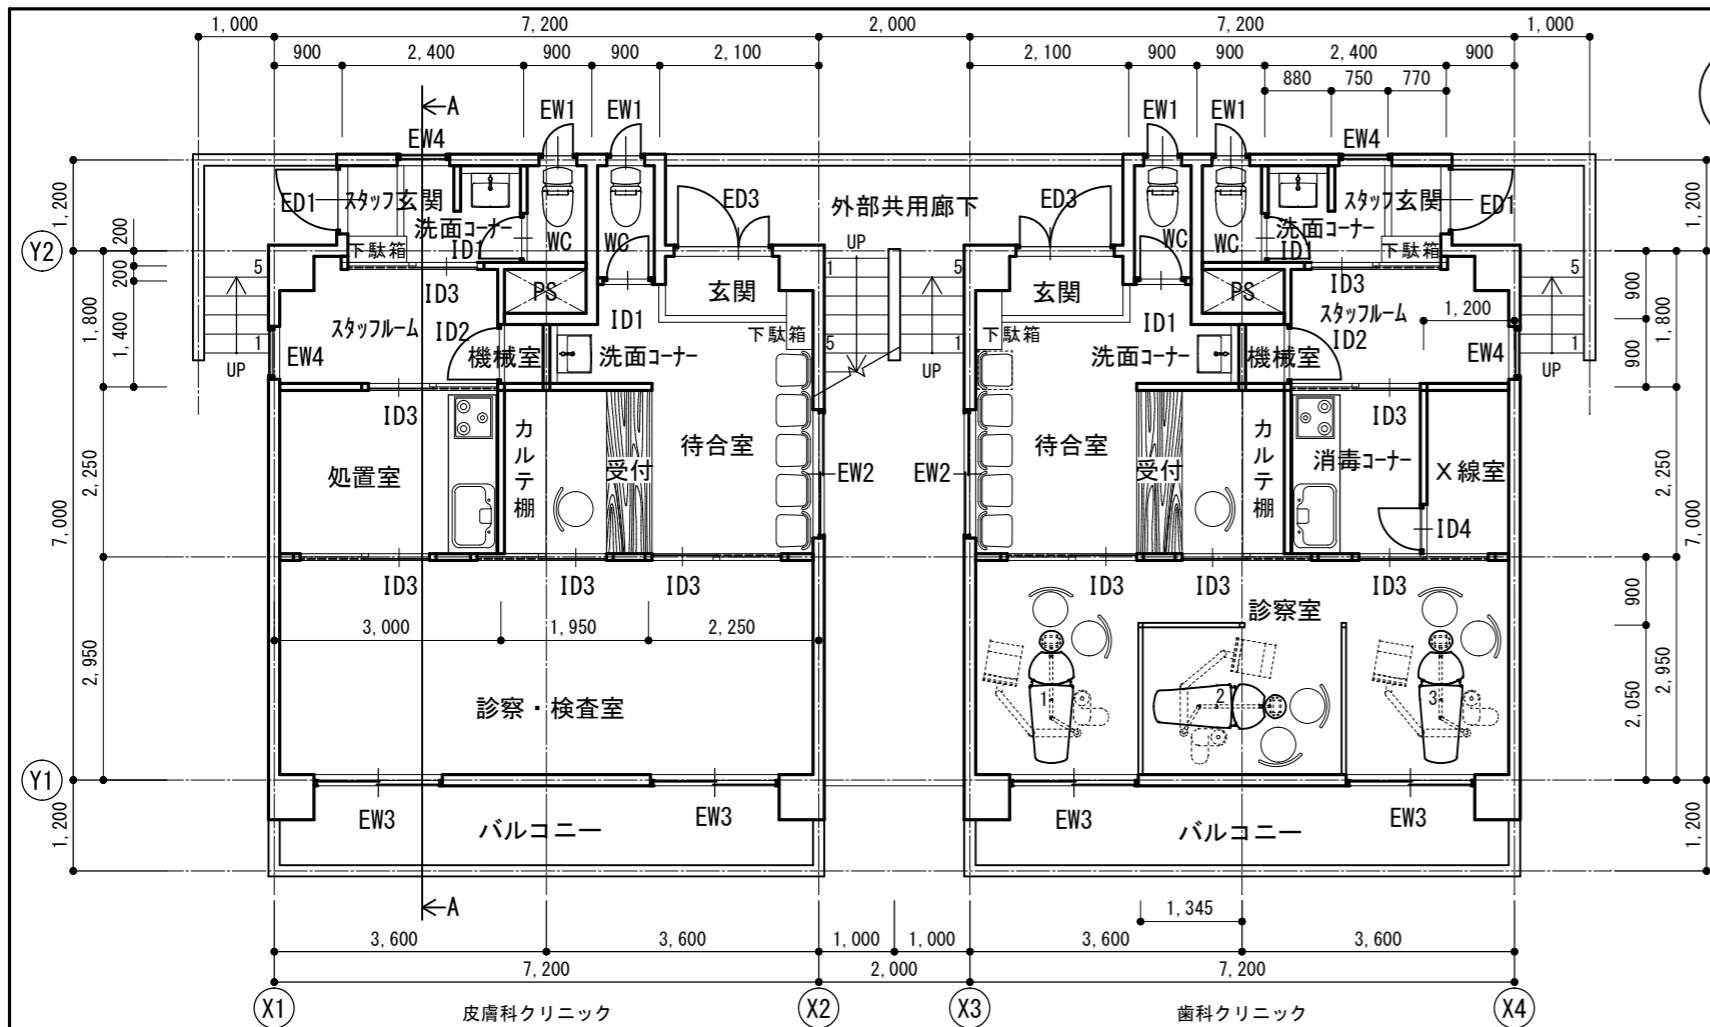 1,000 7,200 2,000 7,200 1,000
900 2,400 900 900 2,100 2,100 900 900 2,400 900
880 750 770
A
EW4 EW1 EW1 EW1 EW1 EW4
1,200 200 200 1,800 1,400
1,200
Y2
ED1 スタッフ玄関 洗面コーナー ID1 下駄箱 WC WC ED3 外部共用廊下 ED3 WC WC 洗面コーナー ID1 スタッフ玄関 下駄箱 ED1
5 1 UP
UP 1 5
5 1 UP
5 1 UP
ID3 PS 玄関 玄関 PS ID3
スタッフルーム ID2 機械室 ID1 洗面コーナー 下駄箱
下駄箱 ID1 洗面コーナー 機械室 ID2 スタッフルーム 1,200
EW4 EW4
900 900 1,800
ID3 ID3
処置室 カルテ棚 受付 待合室 EW2
EW2 待合室 受付 カルテ棚 消毒コーナー X線室 ID4
7,000 2,250
2,250 7,000
ID3 ID3 ID3 ID3 ID3 ID3
3,000 1,950 2,250
診察・検査室
診察室
1 2 3
2,950
900 2,050 2,950
Y1
EW3 EW3 EW3 EW3
バルコニー バルコニー
1,200 1,200
A
1,345
3,600 3,600 1,000 1,000 3,600 3,600
7,200 2,000 7,200
X1 皮膚科クリニック X2 X3 歯科クリニック X4